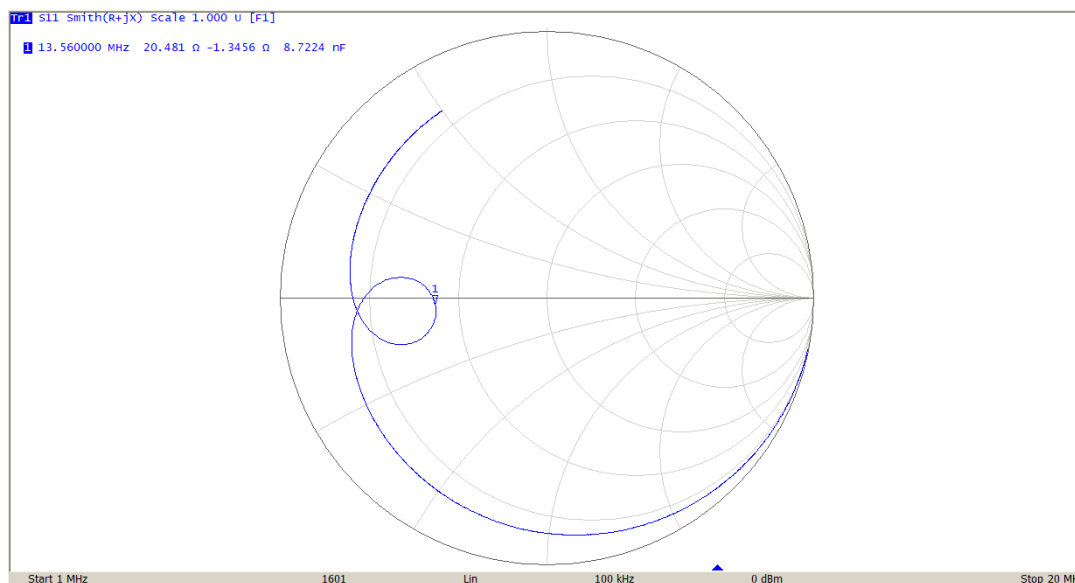 Tr1 S11 Smith(R+jX) Scale 1.000 U [F1]
1 13.560000 MHz 20.481 Ω -1.3456 Ω 8.7224 nF
1
Start 1 MHz 1601 Lin 100 kHz 0 dBm Stop 20 MH